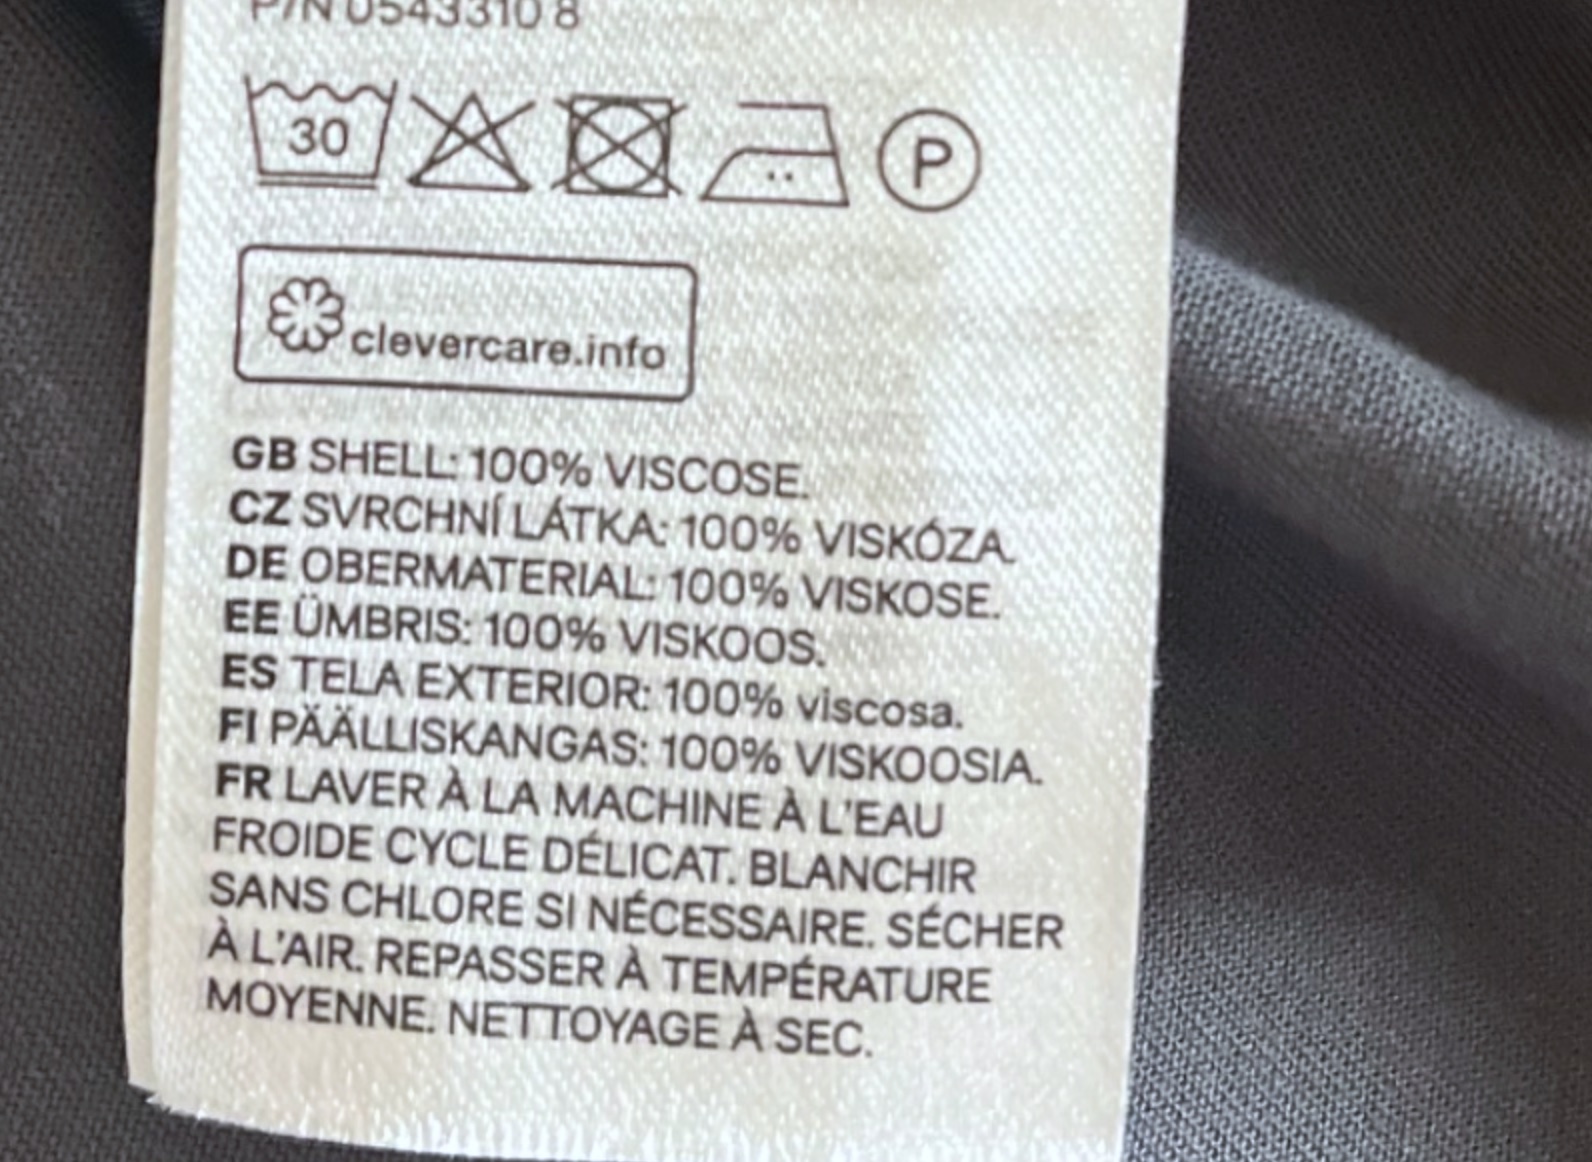 P/N 0543310 8
30
P
clevercare.info
GB SHELL: 100% VISCOSE.
CZ SVRCHNÍ LÁTKA: 100% VISKÓZA.
DE OBERMATERIAL: 100% VISKOSE.
EE ÜMBRIS: 100% VISKOOS.
ES TELA EXTERIOR: 100% viscosa.
FI PÄÄLLISKANGAS: 100% VISKOOSIA.
FR LAVER À LA MACHINE À L'EAU
FROIDE CYCLE DÉLICAT. BLANCHIR
SANS CHLORE SI NÉCESSAIRE. SÉCHER
À L'AIR. REPASSER À TEMPÉRATURE
MOYENNE. NETTOYAGE À SEC.